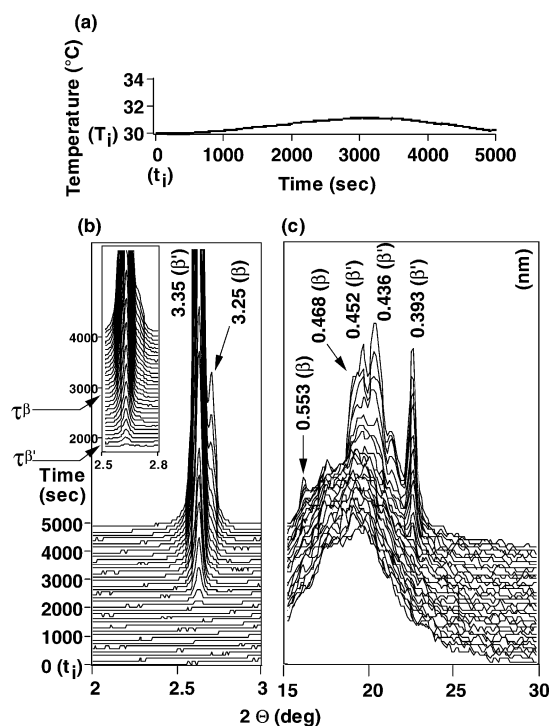 (a)
Temperature (°C)
34
32
(Ti) 30
0 1000 2000 3000 4000 5000
(ti)
Time (sec)
(b)
(c)
3.35 (β')
3.25 (β)
4000
3000
2000
τβ
τβ'
2.5 2.8
Time
(sec)
5000
4000
3000
2000
1000
0 (ti)
2 2.5 3
0.553 (β)
0.468 (β)
0.452 (β')
0.436 (β')
0.393 (β')
(nm)
15 20 25 30
2 Θ (deg)